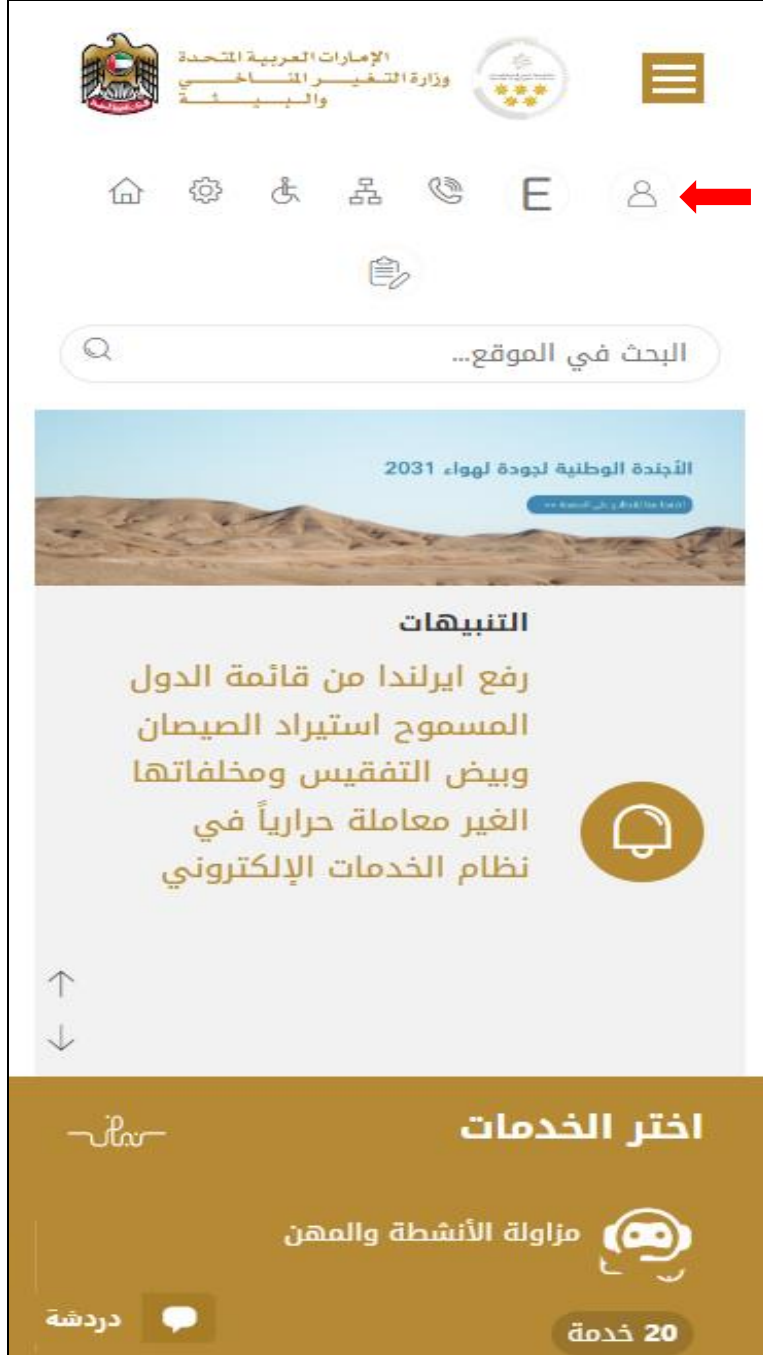 الإمارات العربية المتحدة
وزارة التغيير المناخي
والبيئة
E
البحث في الموقع...
الأجندة الوطنية لجودة لهواء 2031
التنبيهات
رفع ايرلندا من قائمة الدول
المسموح استيراد الصيصان
وبيض التفقيس ومخلفاتها
الغير معاملة حرارياً في
نظام الخدمات الإلكتروني
اختر الخدمات
مزاولة الأنشطة والمهن
20 خدمة
دردشة